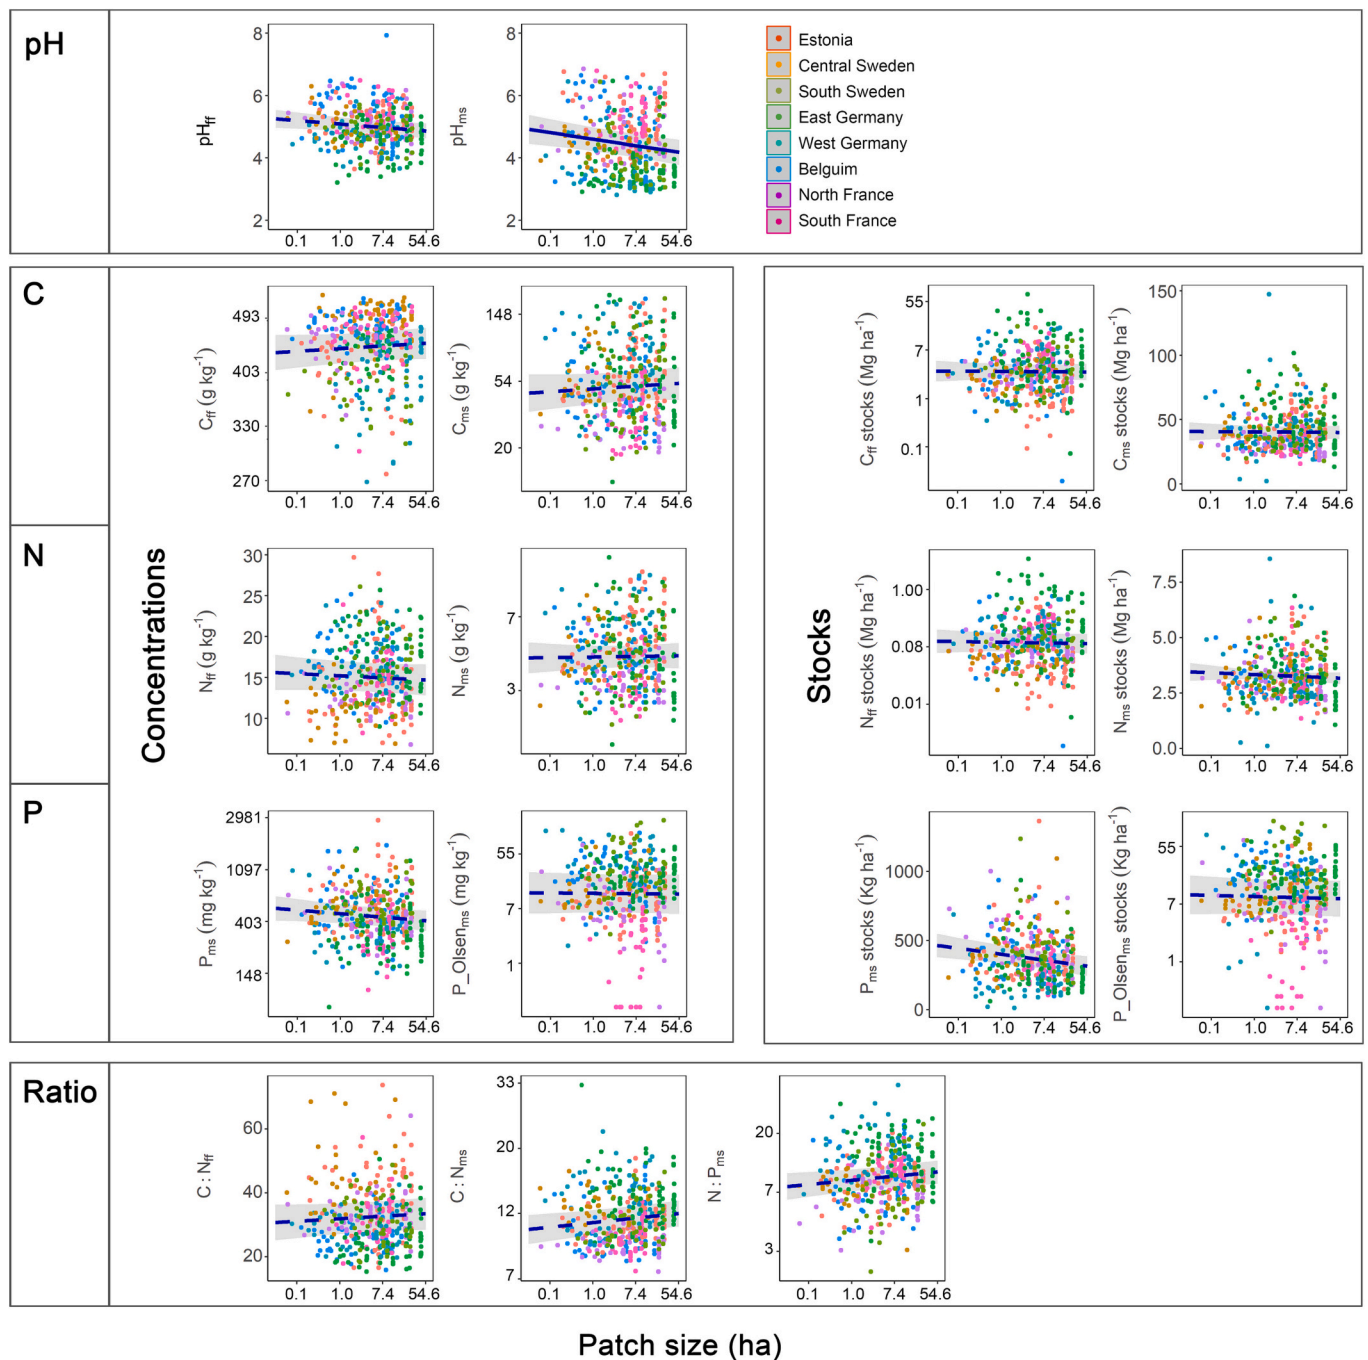 pH
8
6
4
2
pHff
0.1 1.0 7.4 54.6
8
6
4
2
pHms
0.1 1.0 7.4 54.6
Estonia
Central Sweden
South Sweden
East Germany
West Germany
Belguim
North France
South France
C
N
P
Concentrations
493
403
330
270
Cff (g kg-1)
0.1 1.0 7.4 54.6
148
54
20
Cms (g kg-1)
0.1 1.0 7.4 54.6
30
25
20
15
10
Nff (g kg-1)
0.1 1.0 7.4 54.6
7
3
Nms (g kg-1)
0.1 1.0 7.4 54.6
2981
1097
403
148
Pms (mg kg-1)
0.1 1.0 7.4 54.6
55
7
1
P_Olsenms (mg kg-1)
0.1 1.0 7.4 54.6
Stocks
55
7
1
0.1
Cff stocks (Mg ha-1)
0.1 1.0 7.4 54.6
150
100
50
0
Cms stocks (Mg ha-1)
0.1 1.0 7.4 54.6
1.00
0.08
0.01
Nff stocks (Mg ha-1)
0.1 1.0 7.4 54.6
7.5
5.0
2.5
0.0
Nms stocks (Mg ha-1)
0.1 1.0 7.4 54.6
1000
500
0
Pms stocks (Kg ha-1)
0.1 1.0 7.4 54.6
55
7
1
P_Olsenms stocks (Kg ha-1)
0.1 1.0 7.4 54.6
Ratio
60
40
20
C : Nff
0.1 1.0 7.4 54.6
33
20
12
7
C : Nms
0.1 1.0 7.4 54.6
20
7
3
N : Pms
0.1 1.0 7.4 54.6
Patch size (ha)